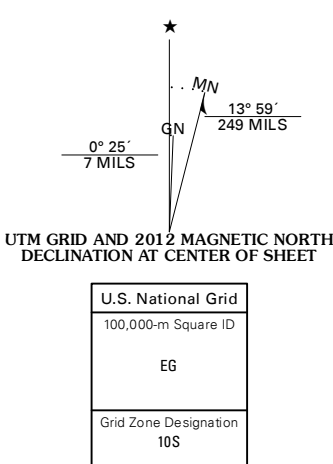 ★
MN
GN
13° 59´
249 MILS
0° 25´
7 MILS
UTM GRID AND 2012 MAGNETIC NORTH
DECLINATION AT CENTER OF SHEET
U.S. National Grid
100,000-m Square ID
EG
Grid Zone Designation
10S